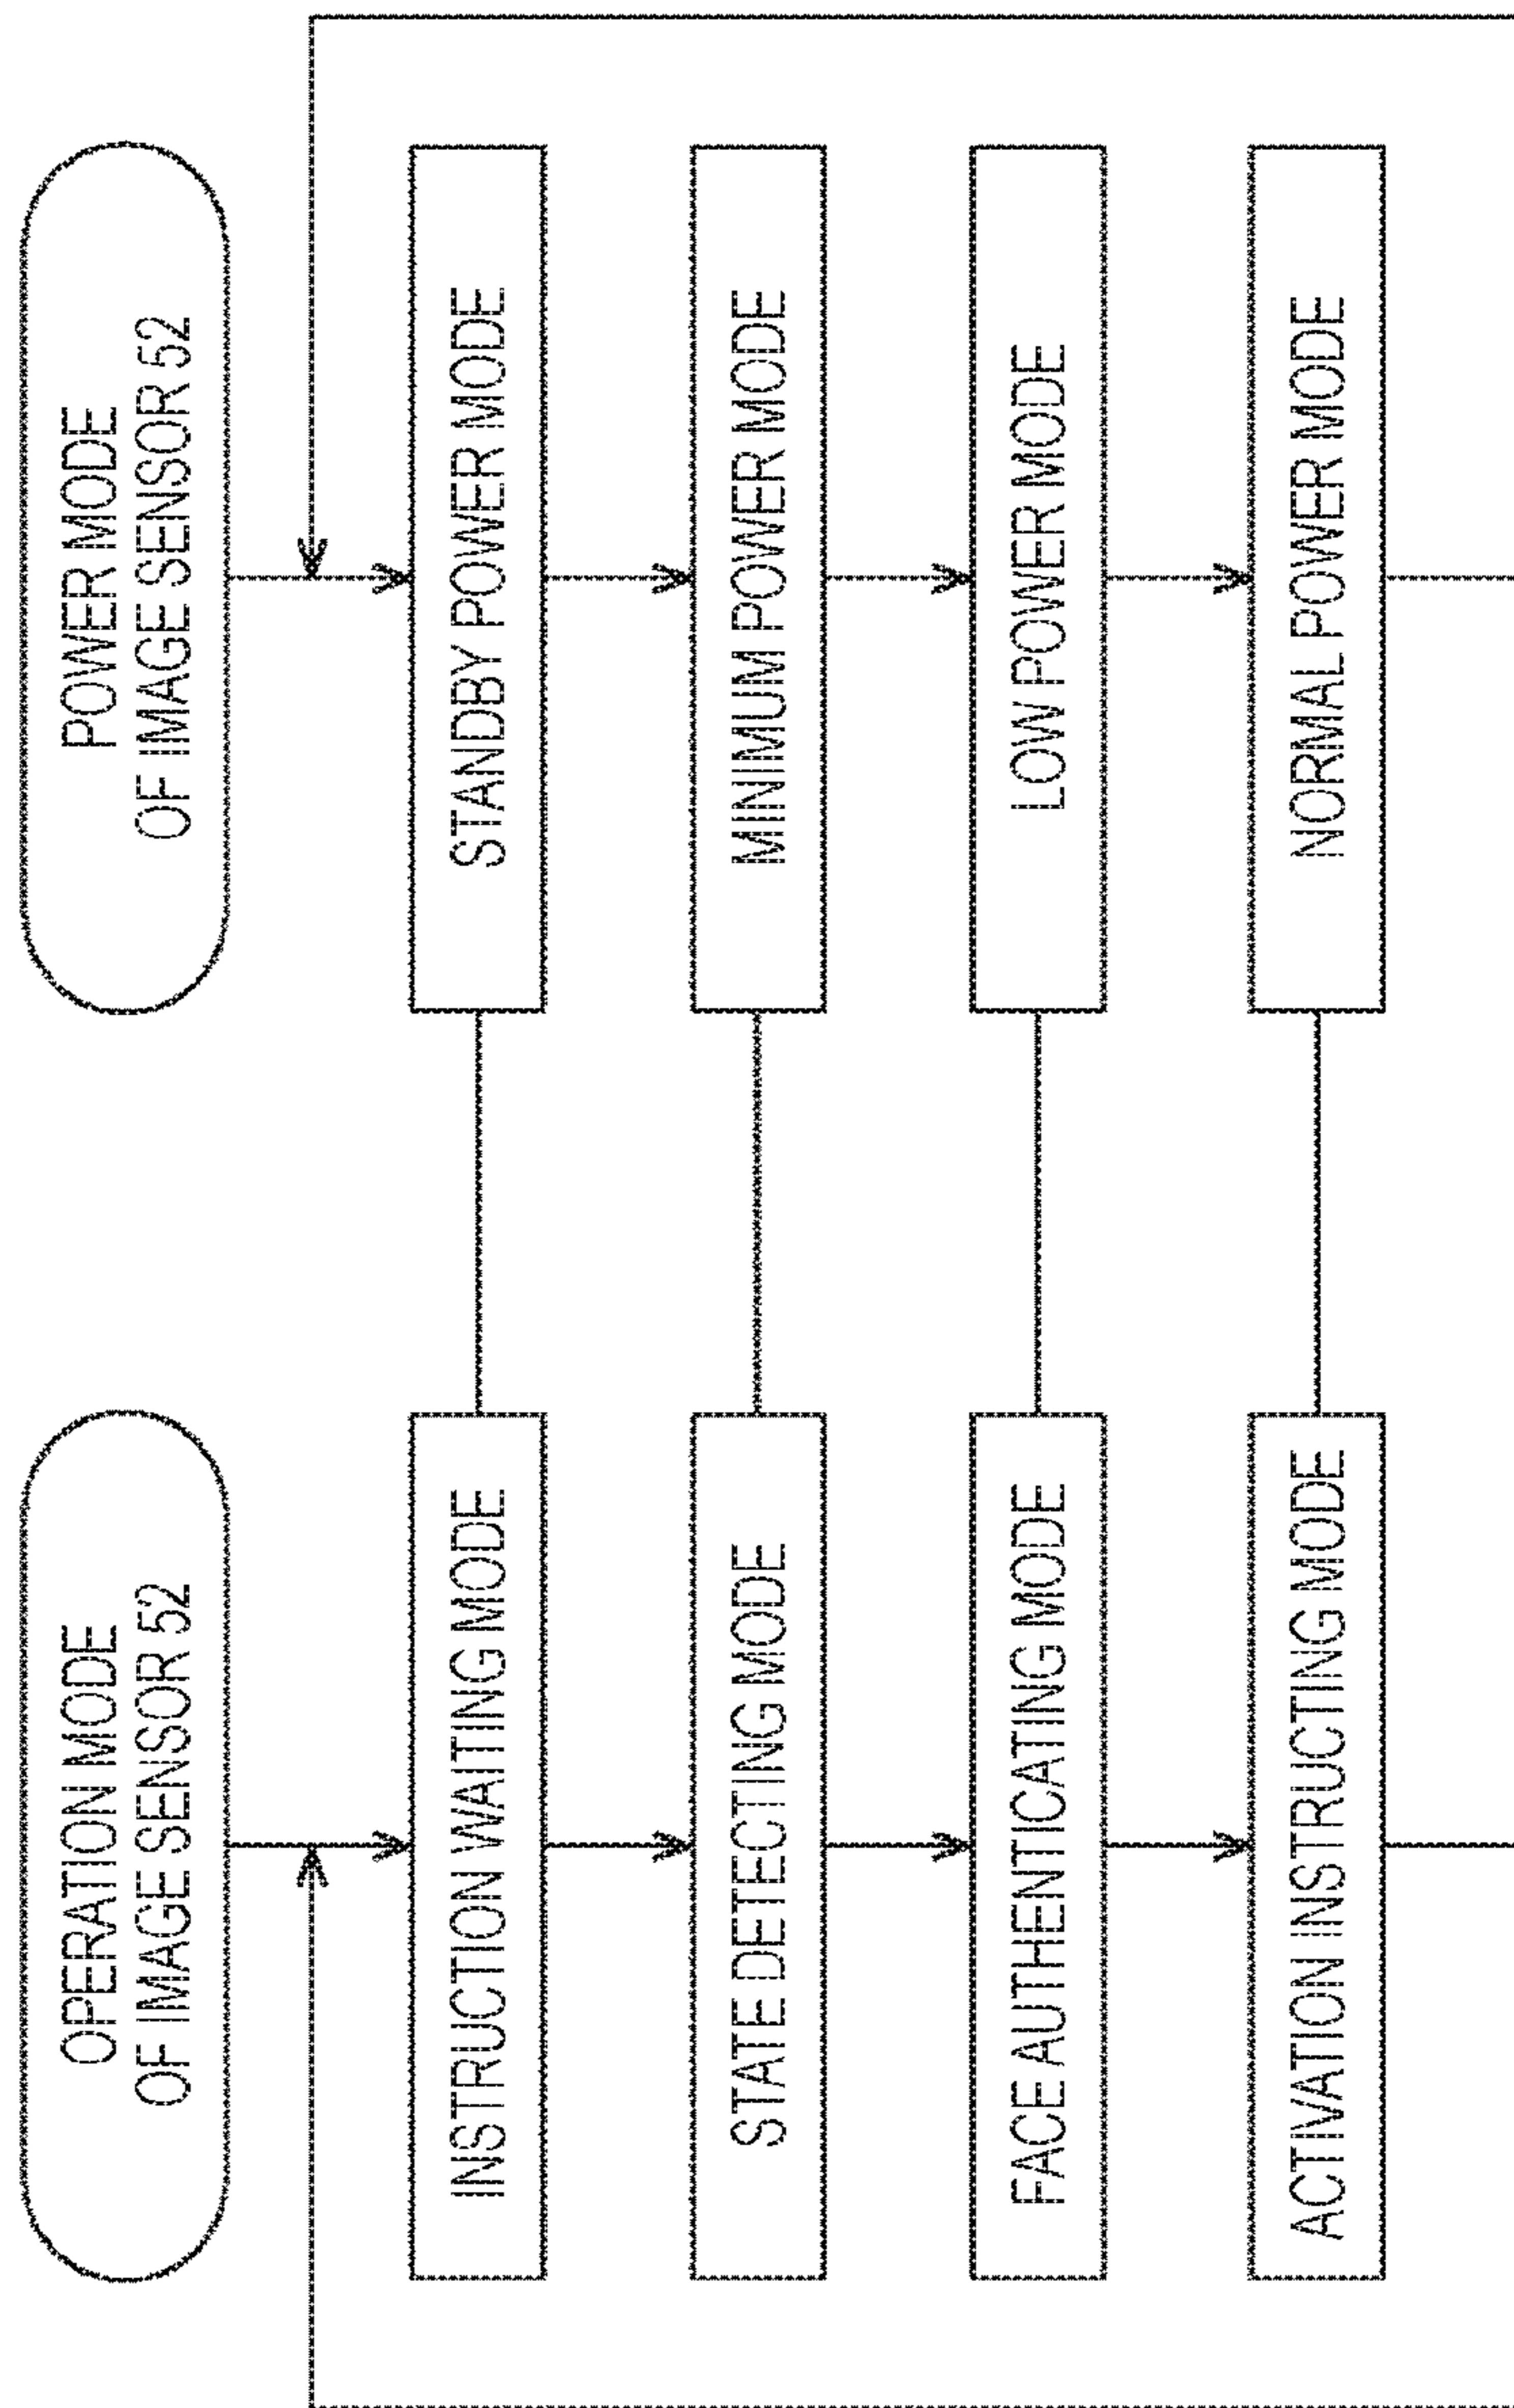 OPERATION MODE
OF IMAGE SENSOR 52
INSTRUCTION WAITING MODE
STATE DETECTING MODE
FACE AUTHENTICATING MODE
ACTIVATION INSTRUCTING MODE
POWER MODE
OF IMAGE SENSOR 52
STANDBY POWER MODE
MINIMUM POWER MODE
LOW POWER MODE
NORMAL POWER MODE